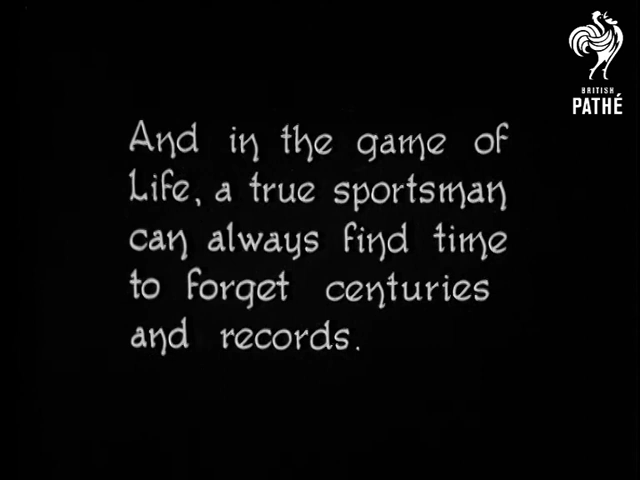 BRITISH
PATHÉ
And in the game of
Life, a true sportsman
can always find time
to forget centuries
and records.